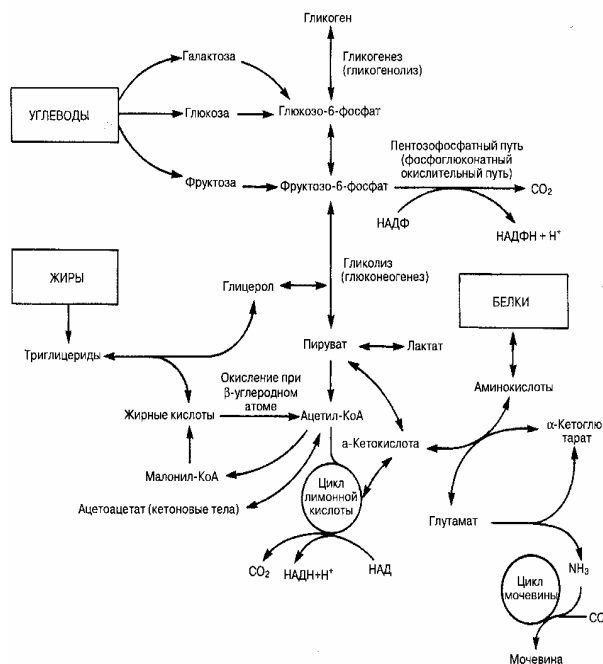 Гликоген
Галактоза
Гликогенез
(гликогенолиз)
УГЛЕВОДЫ
Глюкоза
Глюкозо-6-фосфат
Пентозофосфатный путь
(фосфоглюконатный
окислительный путь)
Фруктоза
Фруктозо-6-фосфат
CO₂
НАДФ
НАДФН + Н⁺
ЖИРЫ
Глицерол
Гликолиз
(глюконеогенез)
БЕЛКИ
Триглицериды
Пируват
Лактат
Окисление при
β-углеродном
атоме
Аминокислоты
Жирные кислоты
Ацетил-КоА
а-Кетокислота
α-Кетоглю
тарат
Малонил-КоА
Цикл
лимонной
кислоты
Ацетоацетат (кетоновые тела)
Глутамат
CO₂
НАДН+Н⁺
НАД
NH₃
Цикл
мочевины
CO
Мочевина